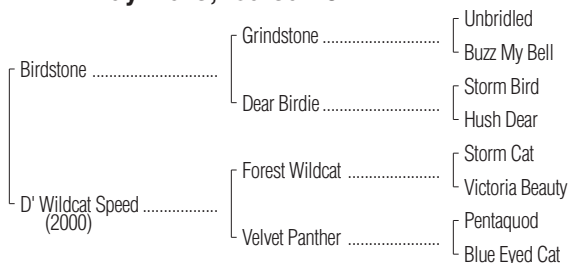 Unbridled
Grindstone
Buzz My Bell
Birdstone
Storm Bird
Dear Birdie
Hush Dear
Storm Cat
Forest Wildcat
Victoria Beauty
D' Wildcat Speed
(2000)
Pentaquod
Velvet Panther
Blue Eyed Cat